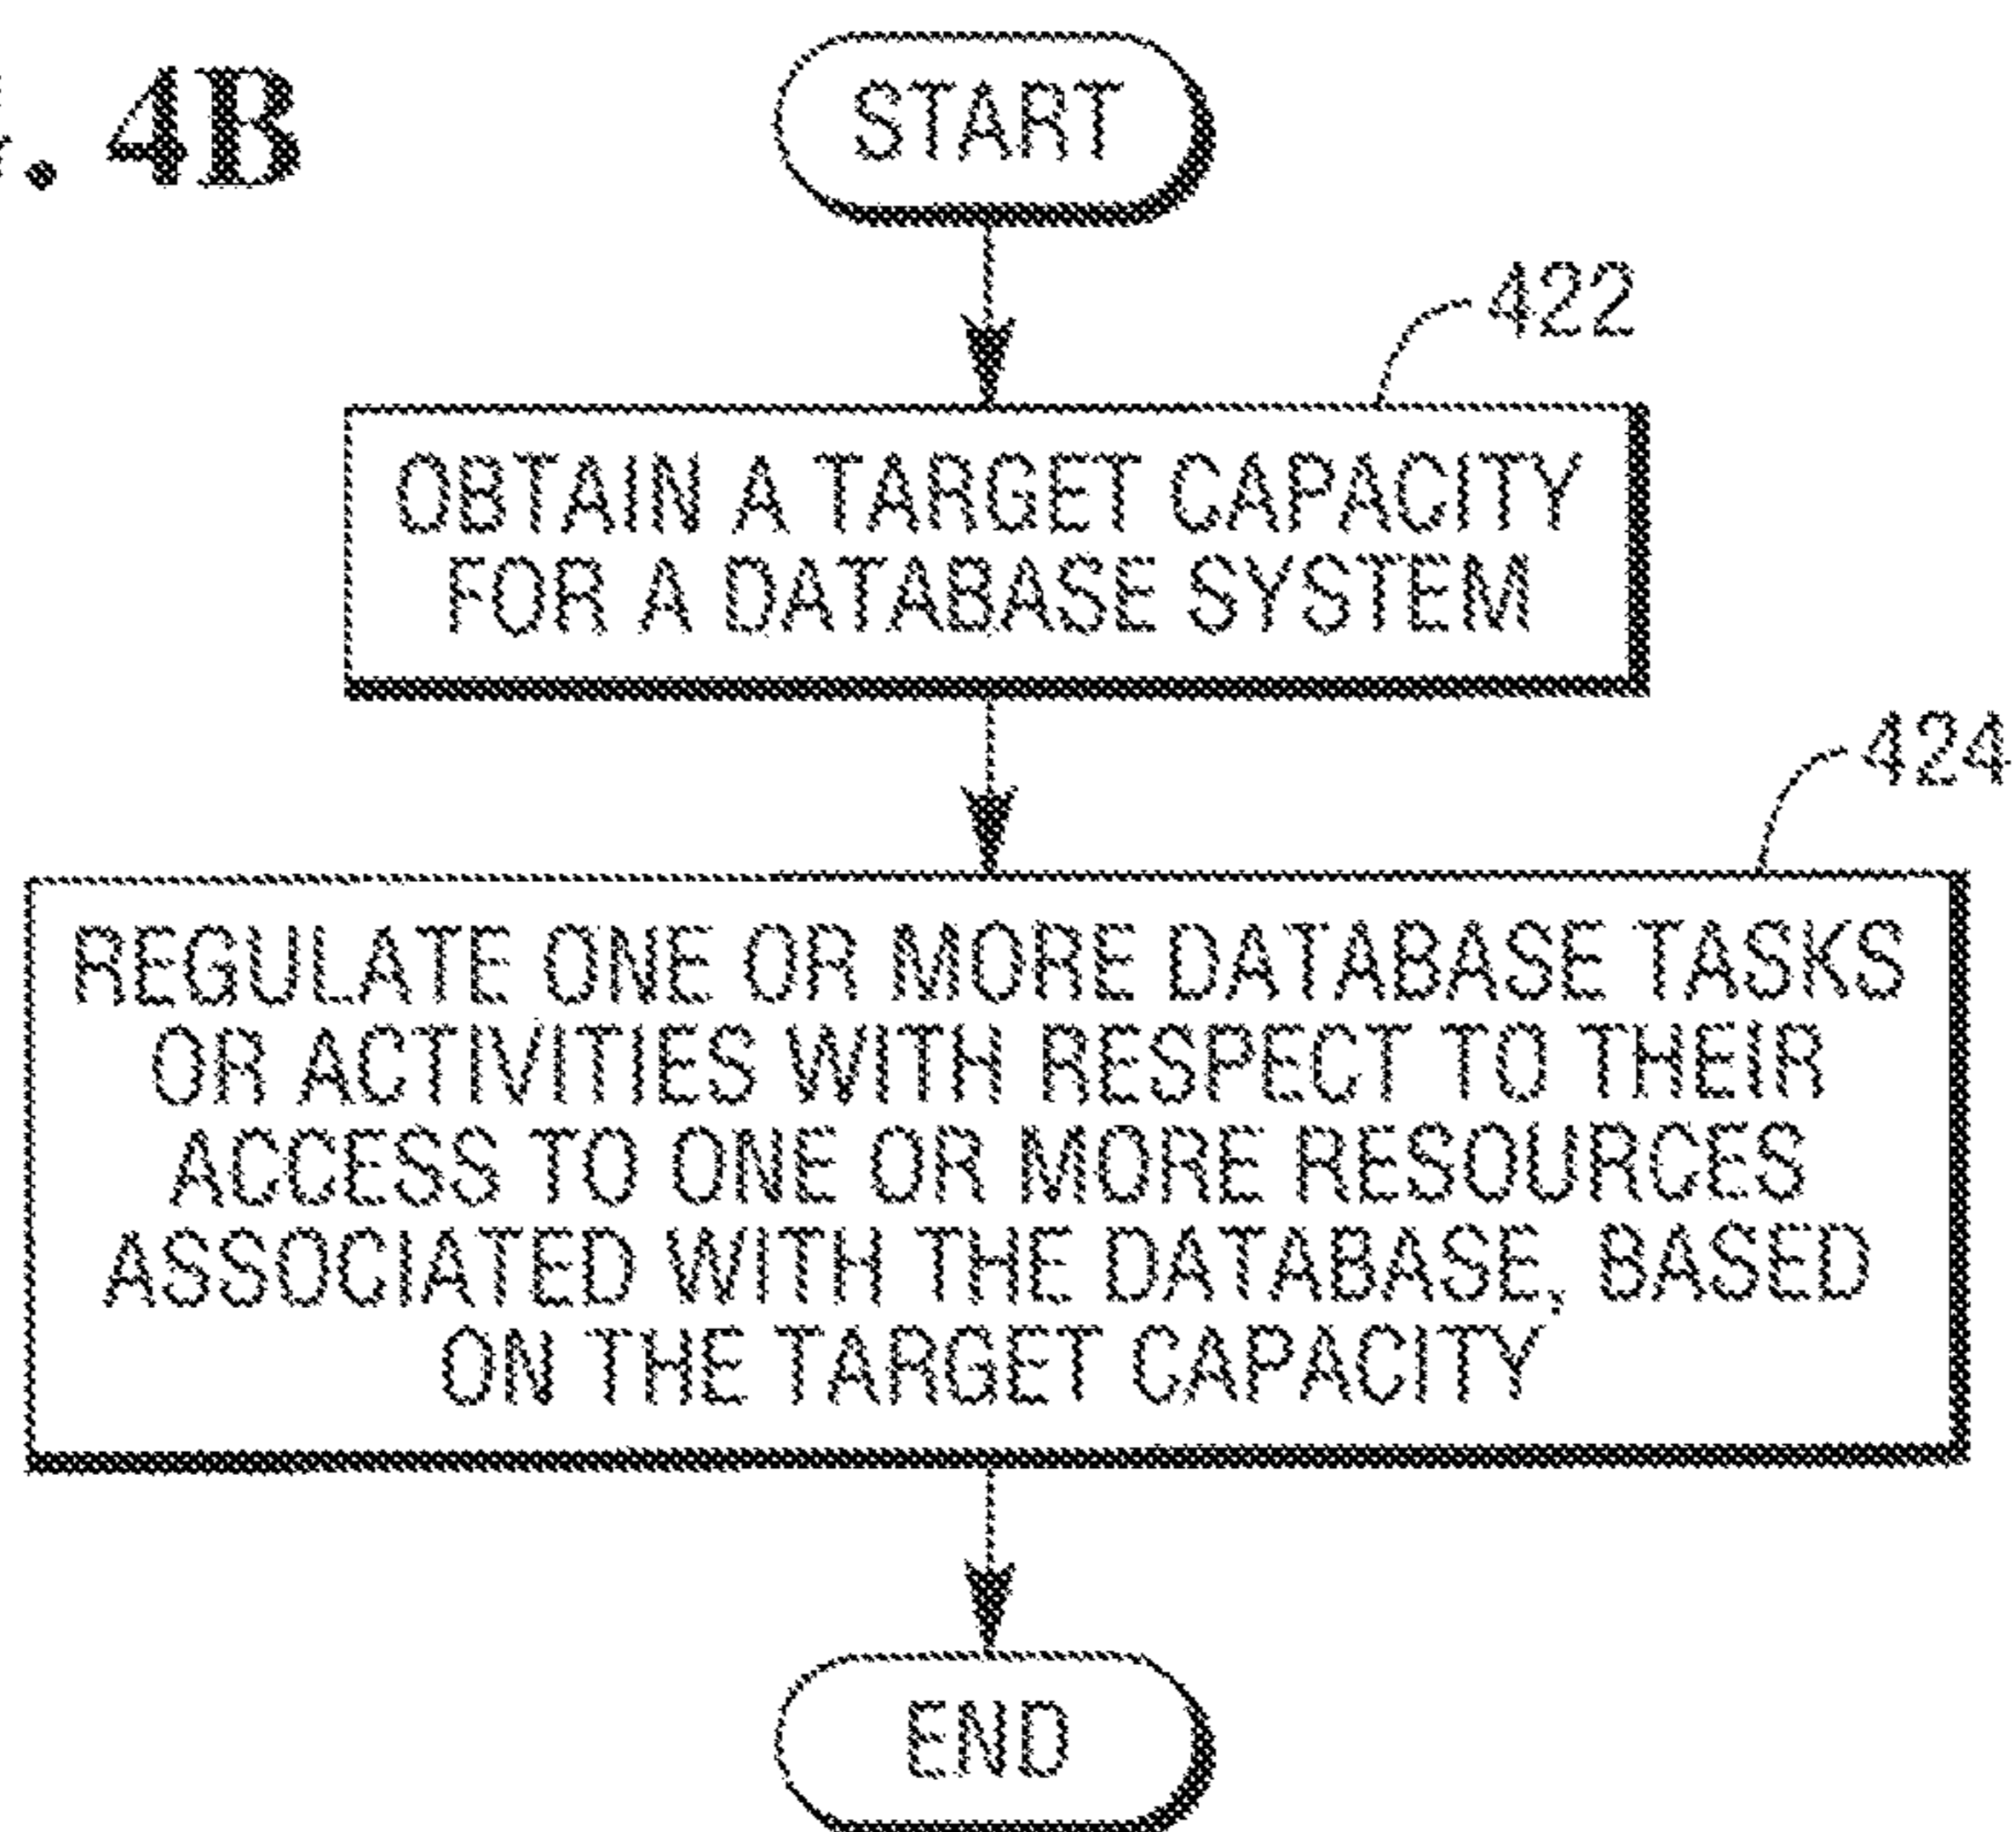 . 4B
START
422
OBTAIN A TARGET CAPACITY
FOR A DATABASE SYSTEM
424
REGULATE ONE OR MORE DATABASE TASKS
OR ACTIVITIES WITH RESPECT TO THEIR
ACCESS TO ONE OR MORE RESOURCES
ASSOCIATED WITH THE DATABASE, BASED
ON THE TARGET CAPACITY
END